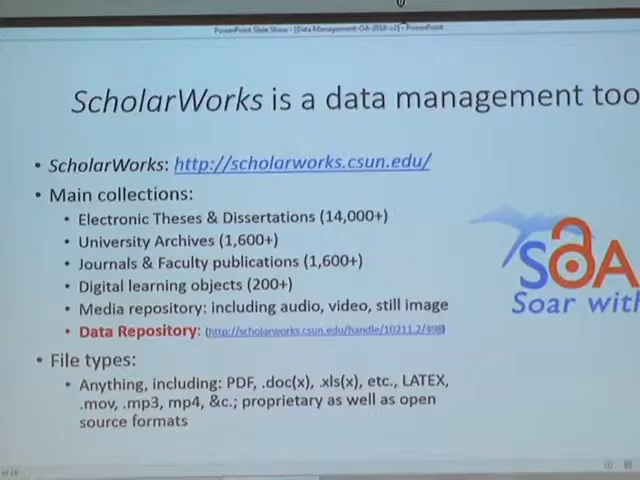 PowerPoint Slide Show - [Data Management-OA-2016-v2] - PowerPoint
ScholarWorks is a data management too
• ScholarWorks: http://scholarworks.csun.edu/
• Main collections:
• Electronic Theses & Dissertations (14,000+)
• University Archives (1,600+)
• Journals & Faculty publications (1,600+)
• Digital learning objects (200+)
• Media repository: including audio, video, still image
• Data Repository: (http://scholarworks.csun.edu/handle/10211.2/498)
SOA
Soar with
• File types:
• Anything, including: PDF, .doc(x), .xls(x), etc., LATEX,
.mov, .mp3, mp4, &c.; proprietary as well as open
source formats